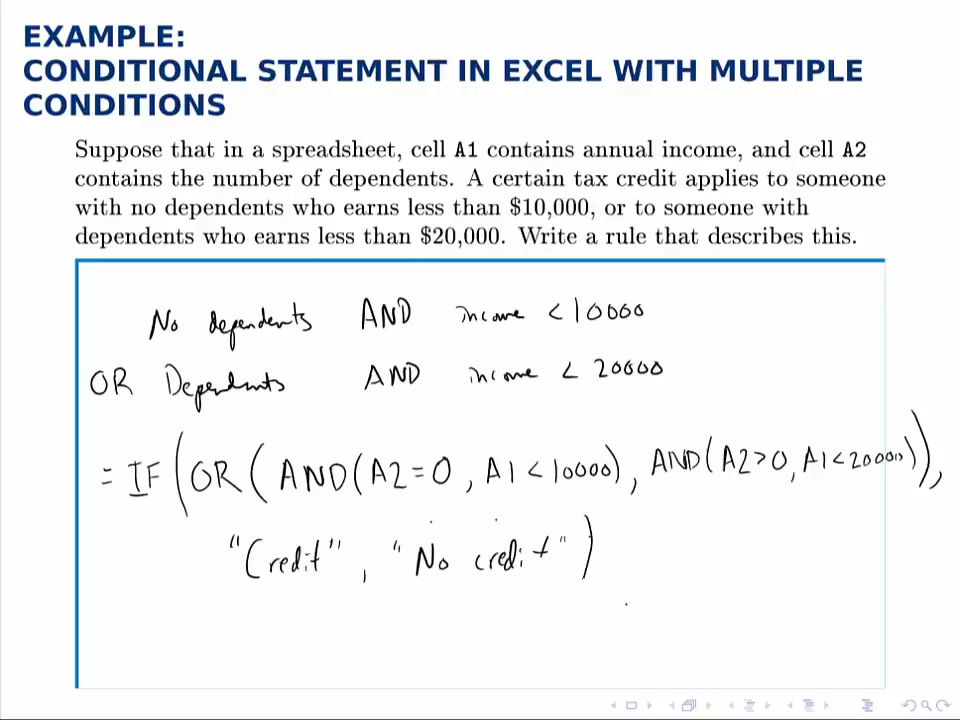 EXAMPLE:
CONDITIONAL STATEMENT IN EXCEL WITH MULTIPLE
CONDITIONS
Suppose that in a spreadsheet, cell A1 contains annual income, and cell A2
contains the number of dependents. A certain tax credit applies to someone
with no dependents who earns less than $10,000, or to someone with
dependents who earns less than $20,000. Write a rule that describes this.
No dependents AND income < 10000
OR Dependents AND income < 20000
= IF (OR ( AND (A2 = 0 , A1 < 10000) , AND (A2 > 0, A1 < 20000)),
"Credit" , "No credit" )